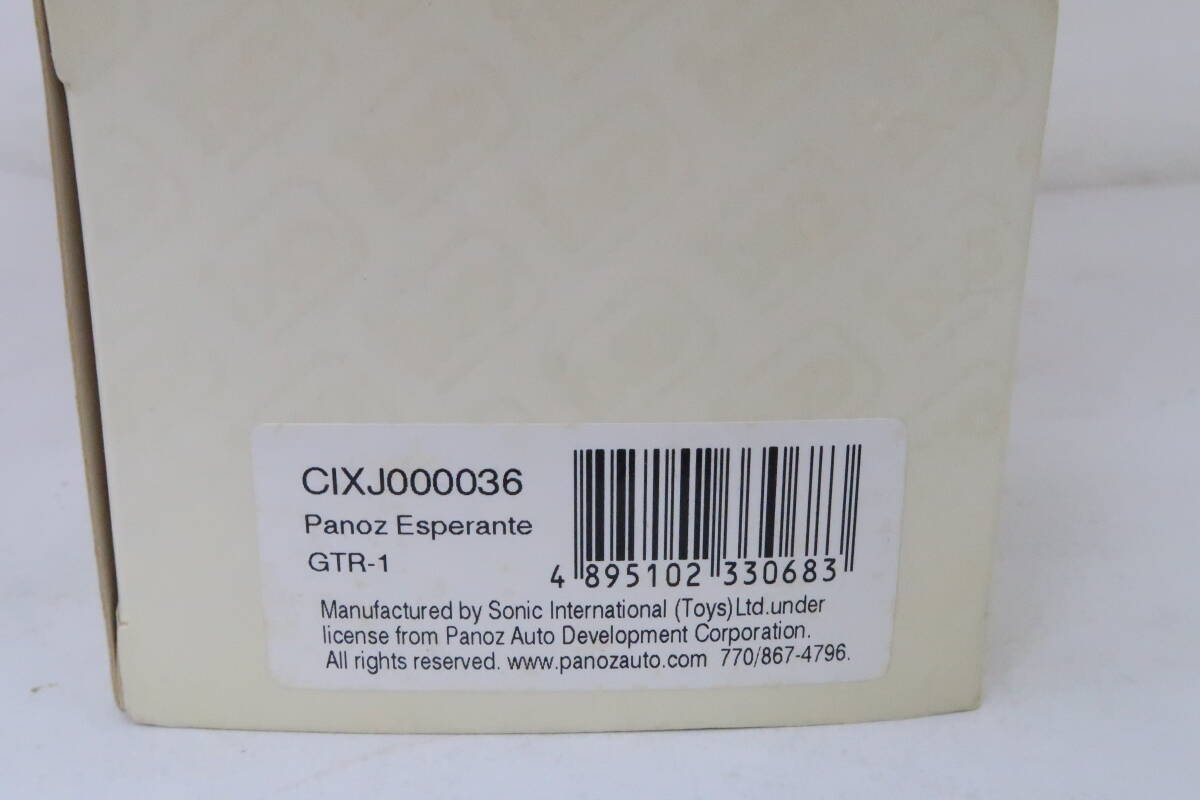 CIXJ000036
Panoz Esperante
GTR-1
4 895102 330683
Manufactured by Sonic International (Toys)Ltd.under
license from Panoz Auto Development Corporation.
All rights reserved. www.panozauto.com 770/867-4796.